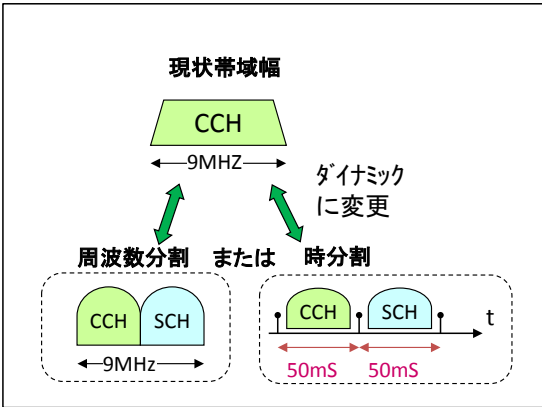 現状帯域幅
CCH
9MHZ
ﾀﾞｲﾅﾐｯｸ
に変更
周波数分割 または 時分割
CCH SCH
9MHz
CCH SCH t
50mS 50mS